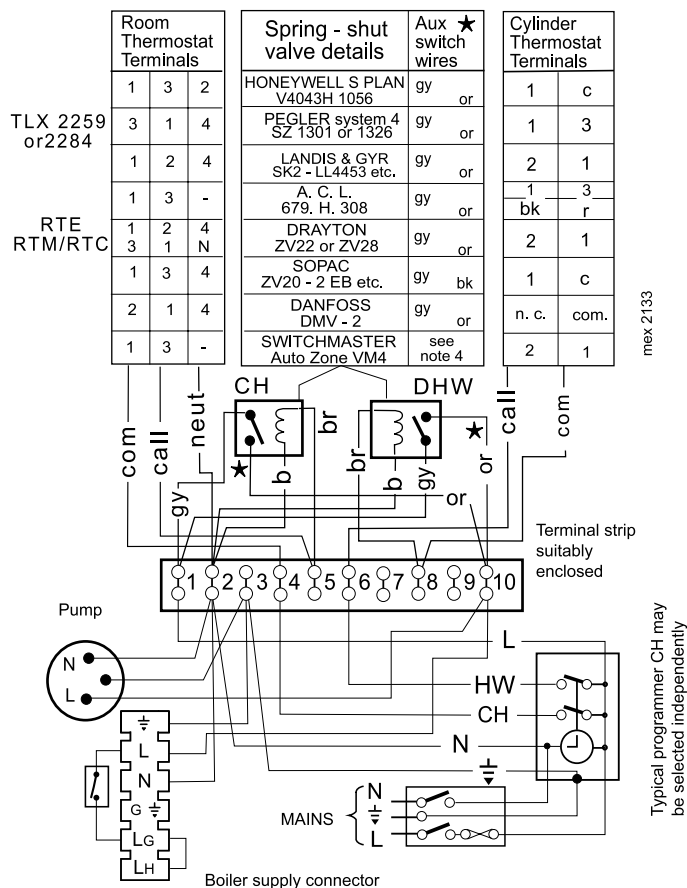 Room
Thermostat
Terminals
Spring - shut
valve details
Aux ★
switch
wires
Cylinder
Thermostat
Terminals
1 3 2
HONEYWELL S PLAN
V4043H 1056
gy or
1 c
TLX 2259
or2284
3 1 4
PEGLER system 4
SZ 1301 or 1326
gy or
1 3
1 2 4
LANDIS & GYR
SK2 - LL4453 etc.
gy or
2 1
1 3 -
A. C. L.
679. H. 308
gy or
1 3
bk r
RTE
RTM/RTC
1 2 4
3 1 N
DRAYTON
ZV22 or ZV28
gy or
2 1
1 3 4
SOPAC
ZV20 - 2 EB etc.
gy bk
1 c
2 1 4
DANFOSS
DMV - 2
gy or
n. c. com.
1 3 -
SWITCHMASTER
Auto Zone VM4
see
note 4
2 1
mex 2133
CH
DHW
com
call
neut
gy
★
b
br
br
b
gy
★
or
or
call
com
1 2 3 4 5 6 7 8 9 10
Terminal strip
suitably
enclosed
Pump
N
L
L
HW
CH
N
Typical programmer CH may
be selected independently
L
N
G
LG
LH
MAINS
N
L
Boiler supply connector